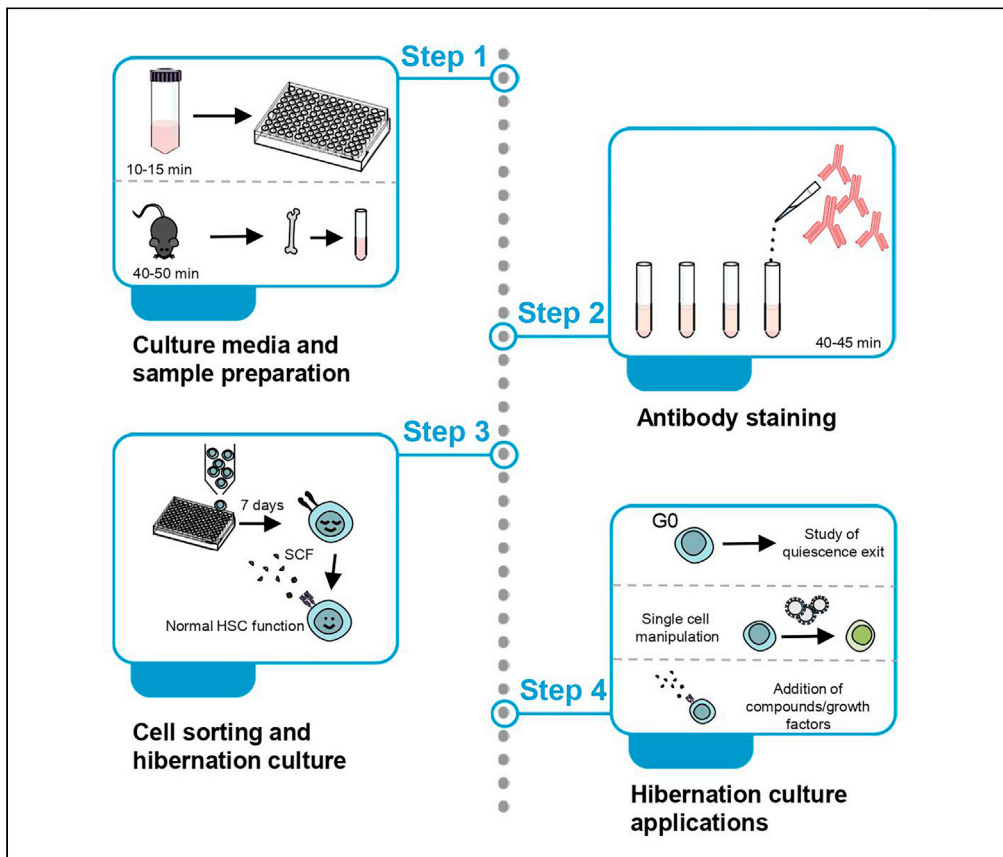 Step 1
10-15 min
40-50 min
Culture media and
sample preparation
Step 2
40-45 min
Antibody staining
Step 3
7 days
SCF
Normal HSC function
Cell sorting and
hibernation culture
Step 4
G0
Study of
quiescence exit
Single cell
manipulation
Addition of
compounds/growth
factors
Hibernation culture
applications